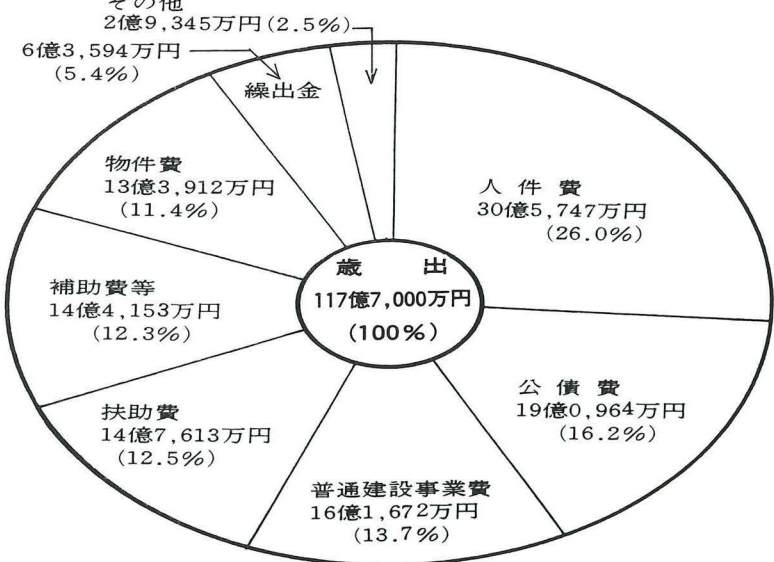 その他
2億9,345万円(2.5%)
6億3,594万円
(5.4%)
繰出金
物件費
13億3,912万円
(11.4%)
人件費
30億5,747万円
(26.0%)
歳出
117億7,000万円
(100%)
補助費等
14億4,153万円
(12.3%)
公債費
19億0,964万円
(16.2%)
扶助費
14億7,613万円
(12.5%)
普通建設事業費
16億1,672万円
(13.7%)